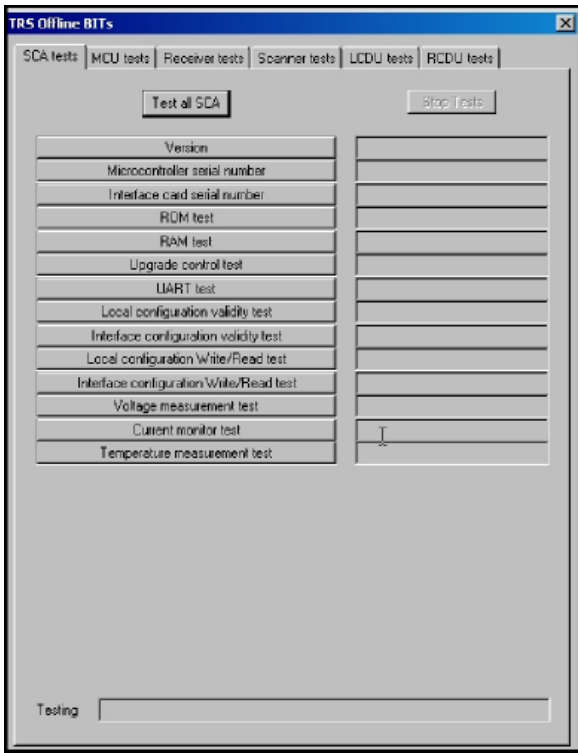 TRS Offline BITs
SCA tests MCU tests Receiver tests Scanner tests LCDU tests RCDU tests
Test all SCA Stop Tests
Version
Microcontroller serial number
Interface card serial number
ROM test
RAM test
Upgrade control test
UART test
Local configuration validity test
Interface configuration validity test
Local configuration Write/Read test
Interface configuration Write/Read test
Voltage measurement test
Current monitor test
Temperature measurement test
Testing